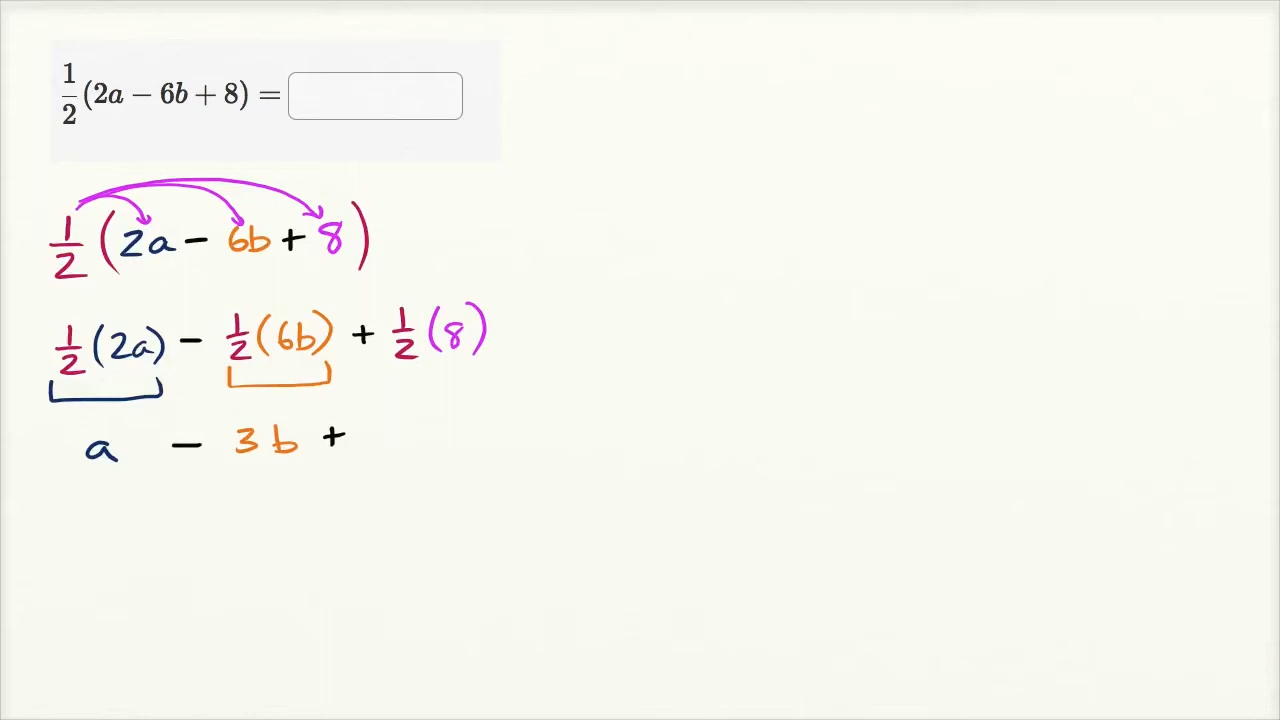 1/2(2a − 6b + 8) =
1/2(2a − 6b + 8)
1/2(2a) − 1/2(6b) + 1/2(8)
a − 3b +